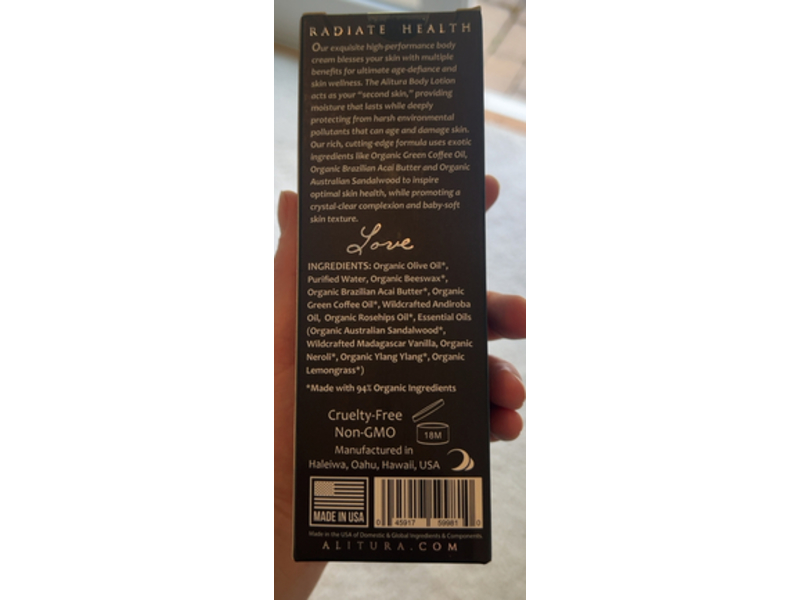 RADIATE HEALTH
Our exquisite high-performance body
cream blesses your skin with multiple
benefits for ultimate age-defiance and
skin wellness. The Alitura Body Lotion
acts as your "second skin," providing
moisture that lasts while deeply
protecting from harsh environmental
pollutants that can age and damage skin.
Our rich, cutting-edge formula uses exotic
ingredients like Organic Green Coffee Oil,
Organic Brazilian Acai Butter and Organic
Australian Sandalwood to inspire
optimal skin health, while promoting a
crystal-clear complexion and baby-soft
skin texture.
Love
INGREDIENTS: Organic Olive Oil*,
Purified Water, Organic Beeswax*,
Organic Brazilian Acai Butter*, Organic
Green Coffee Oil*, Wildcrafted Andiroba
Oil, Organic Rosehips Oil*, Essential Oils
(Organic Australian Sandalwood*,
Wildcrafted Madagascar Vanilla, Organic
Neroli*, Organic Ylang Ylang*, Organic
Lemongrass*)
*Made with 94% Organic Ingredients
Cruelty-Free
Non-GMO
18M
Manufactured in
Haleiwa, Oahu, Hawaii, USA
MADE IN USA
0 45917 59981 0
Made in the USA of Domestic & Global Ingredients & Components
ALITURA.COM